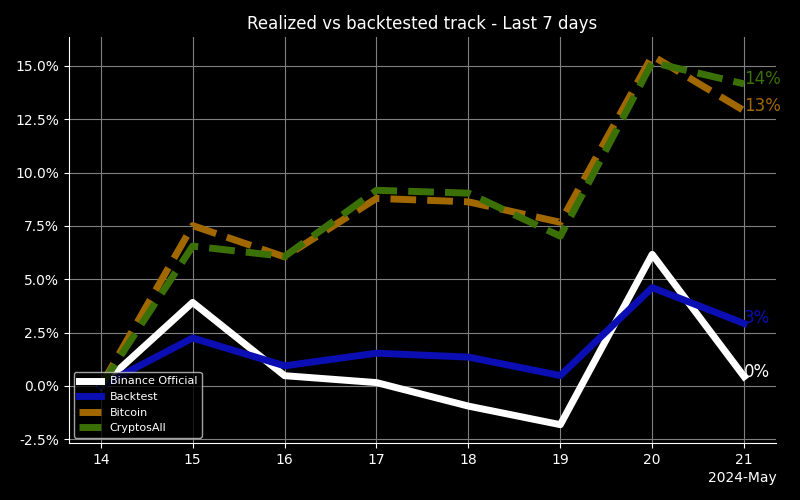 Realized vs backtested track - Last 7 days
15.0%
12.5%
10.0%
7.5%
5.0%
2.5%
0.0%
-2.5%
14%
13%
3%
0%
Binance Official
Backtest
Bitcoin
CryptosAll
14 15 16 17 18 19 20 21
2024-May